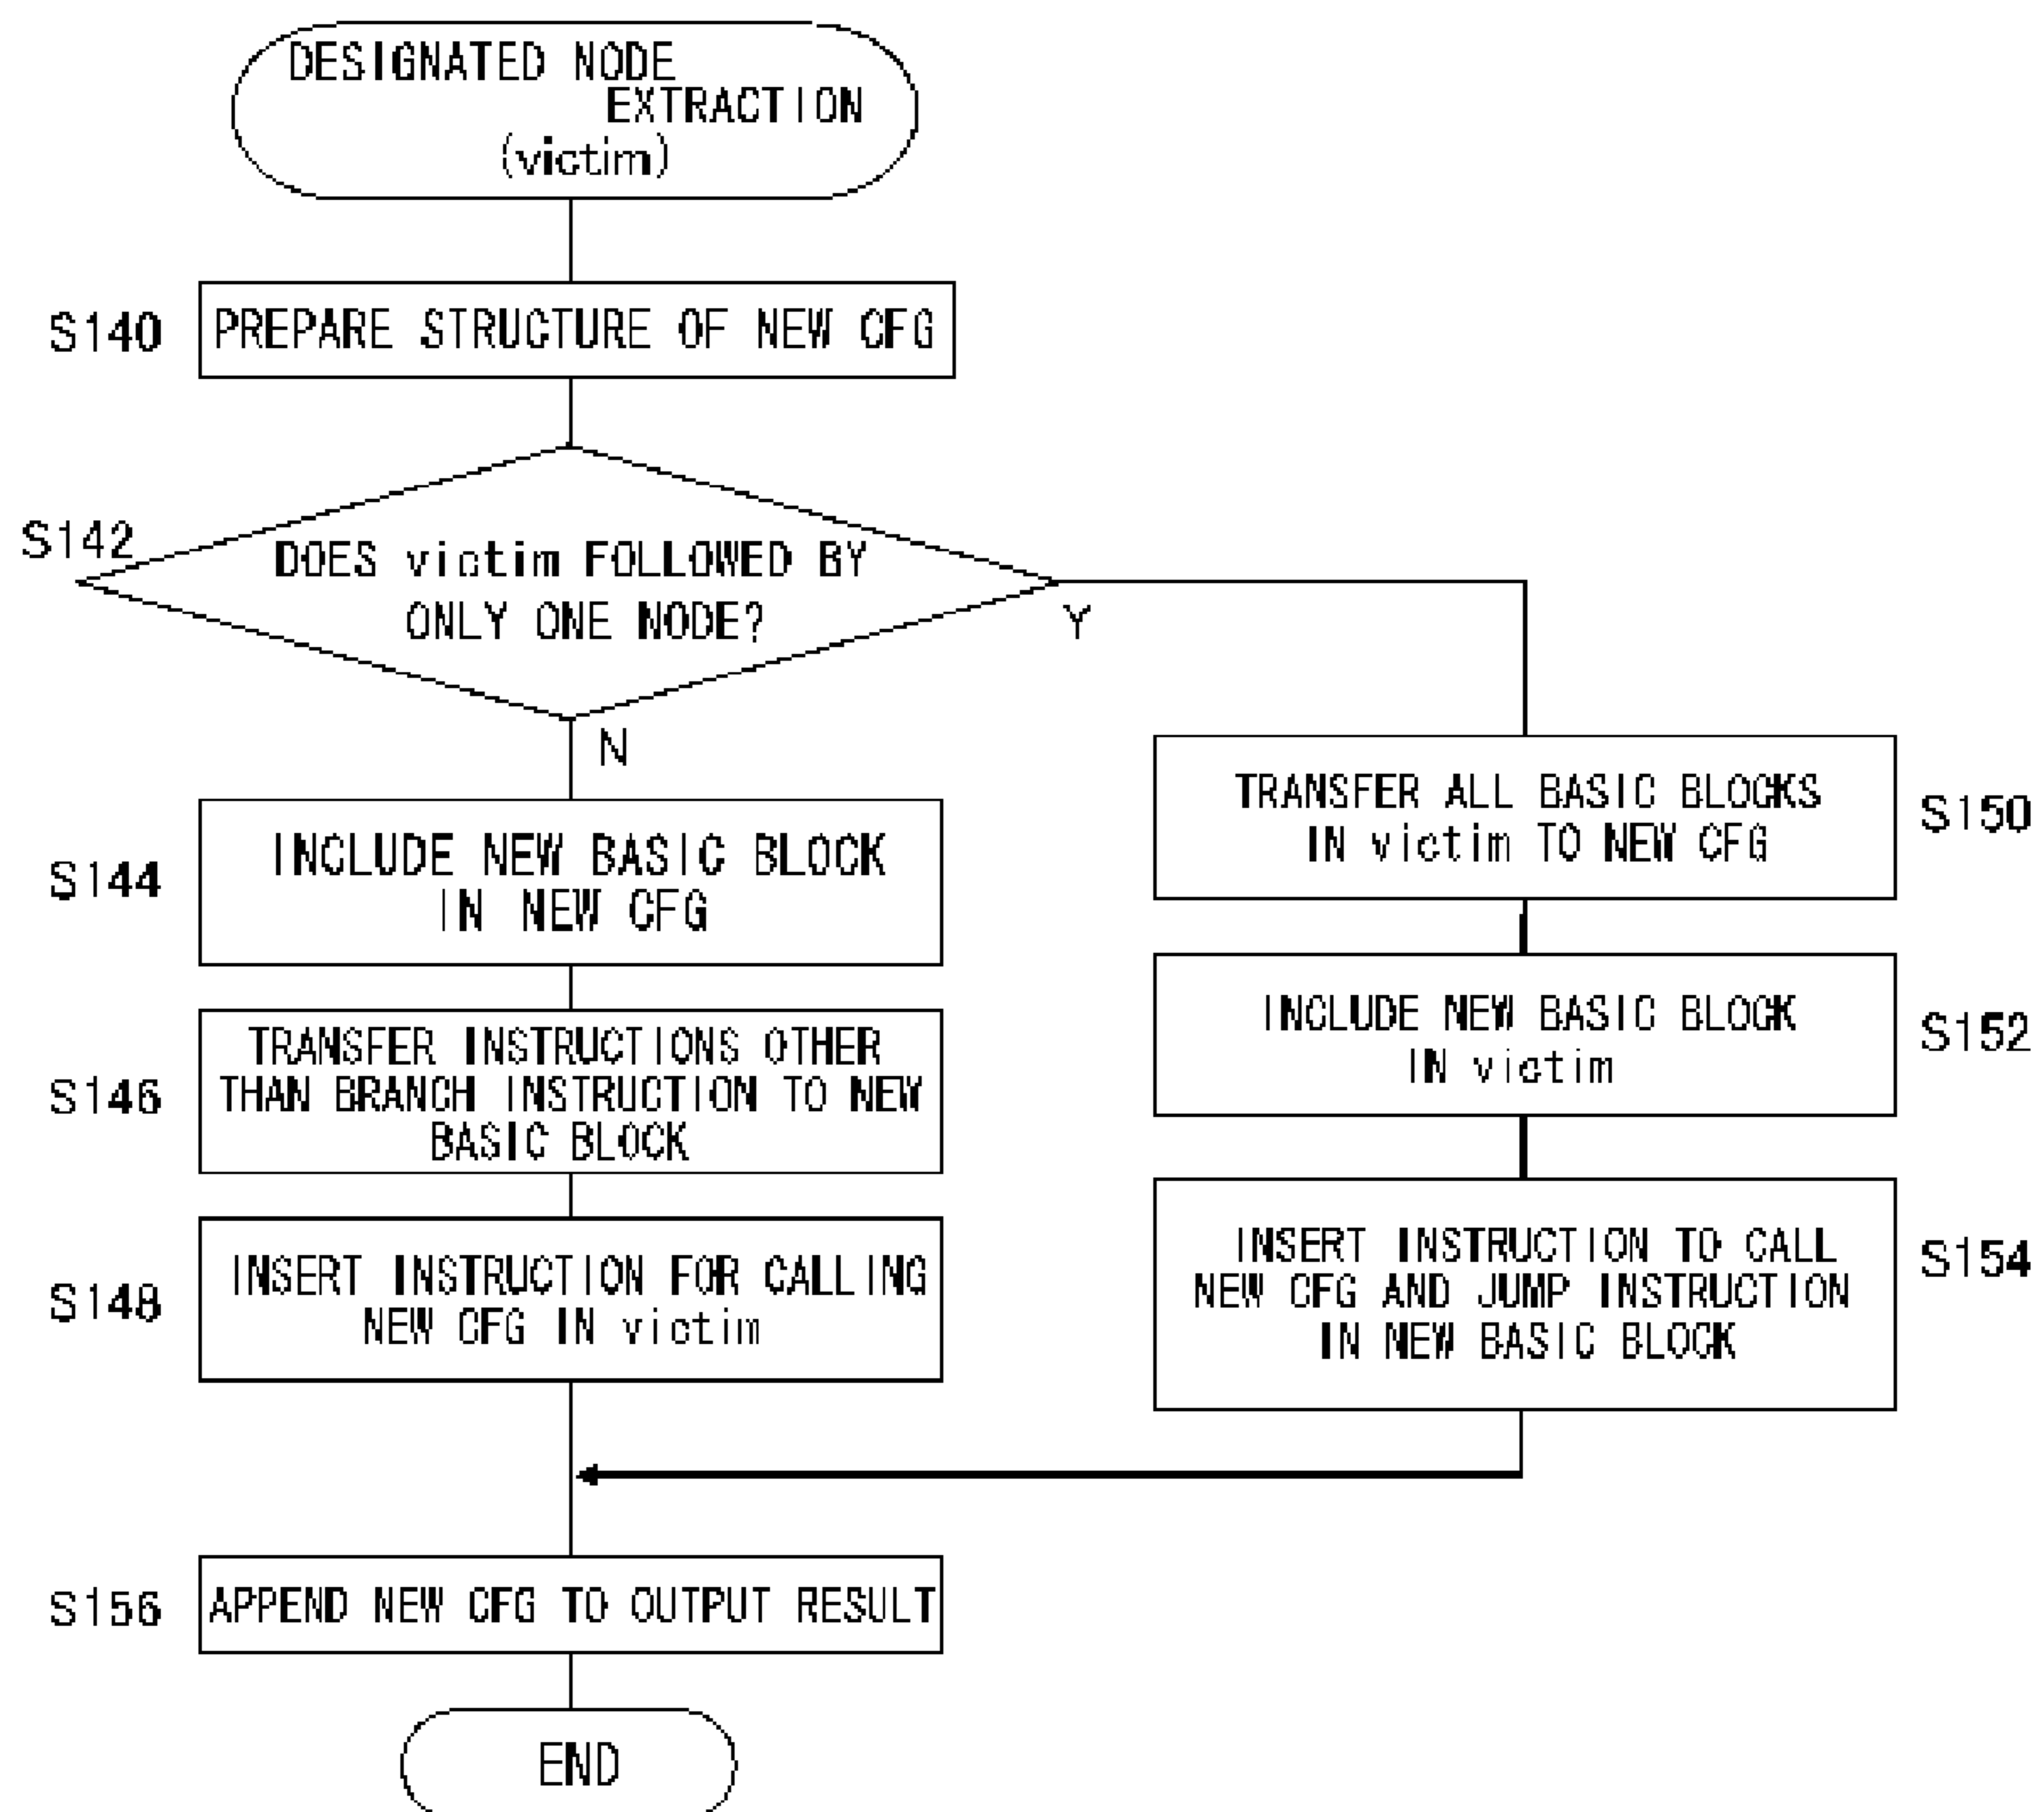 DESIGNATED NODE
EXTRACTION
(victim)
S140
PREPARE STRUCTURE OF NEW CFG
S142
DOES victim FOLLOWED BY
ONLY ONE NODE?
Y
N
S144
INCLUDE NEW BASIC BLOCK
IN NEW CFG
S146
TRANSFER INSTRUCTIONS OTHER
THAN BRANCH INSTRUCTION TO NEW
BASIC BLOCK
S148
INSERT INSTRUCTION FOR CALLING
NEW CFG IN victim
TRANSFER ALL BASIC BLOCKS
IN victim TO NEW CFG
S150
INCLUDE NEW BASIC BLOCK
IN victim
S152
INSERT INSTRUCTION TO CALL
NEW CFG AND JUMP INSTRUCTION
IN NEW BASIC BLOCK
S154
S156
APPEND NEW CFG TO OUTPUT RESULT
END